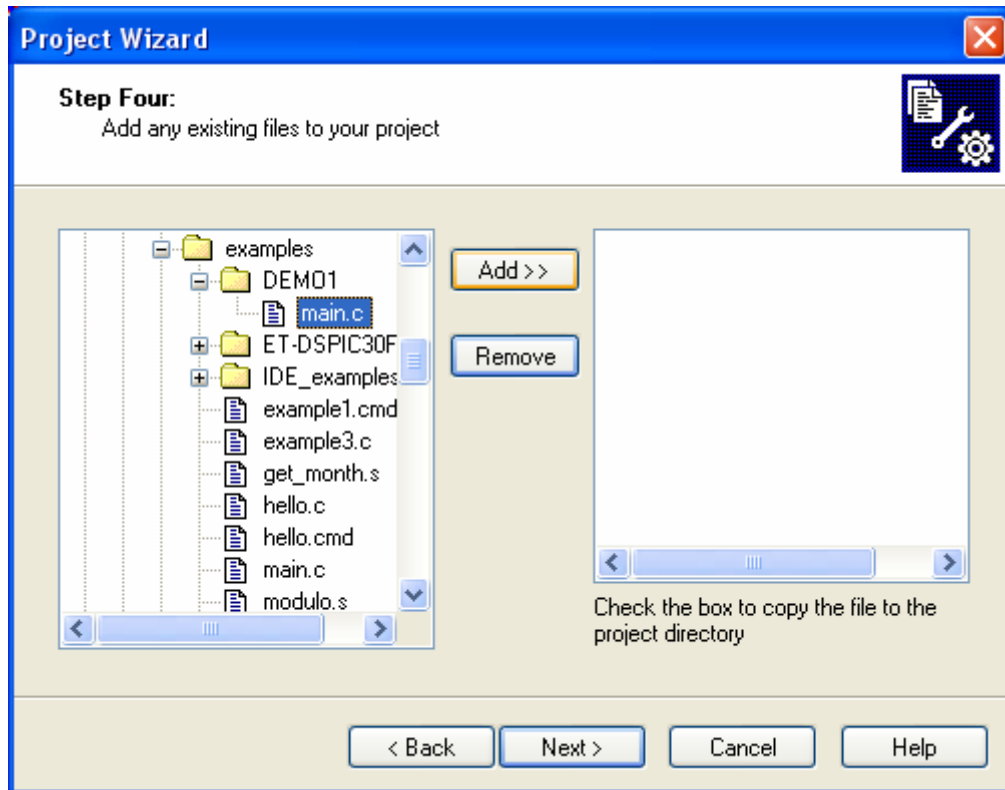 Project Wizard
Step Four:
Add any existing files to your project
examples
DEMO1
main.c
ET-DSPIC30F
IDE_examples
example1.cmd
example3.c
get_month.s
hello.c
hello.cmd
main.c
modulo.s
Add >>
Remove
Check the box to copy the file to the
project directory
< Back
Next >
Cancel
Help